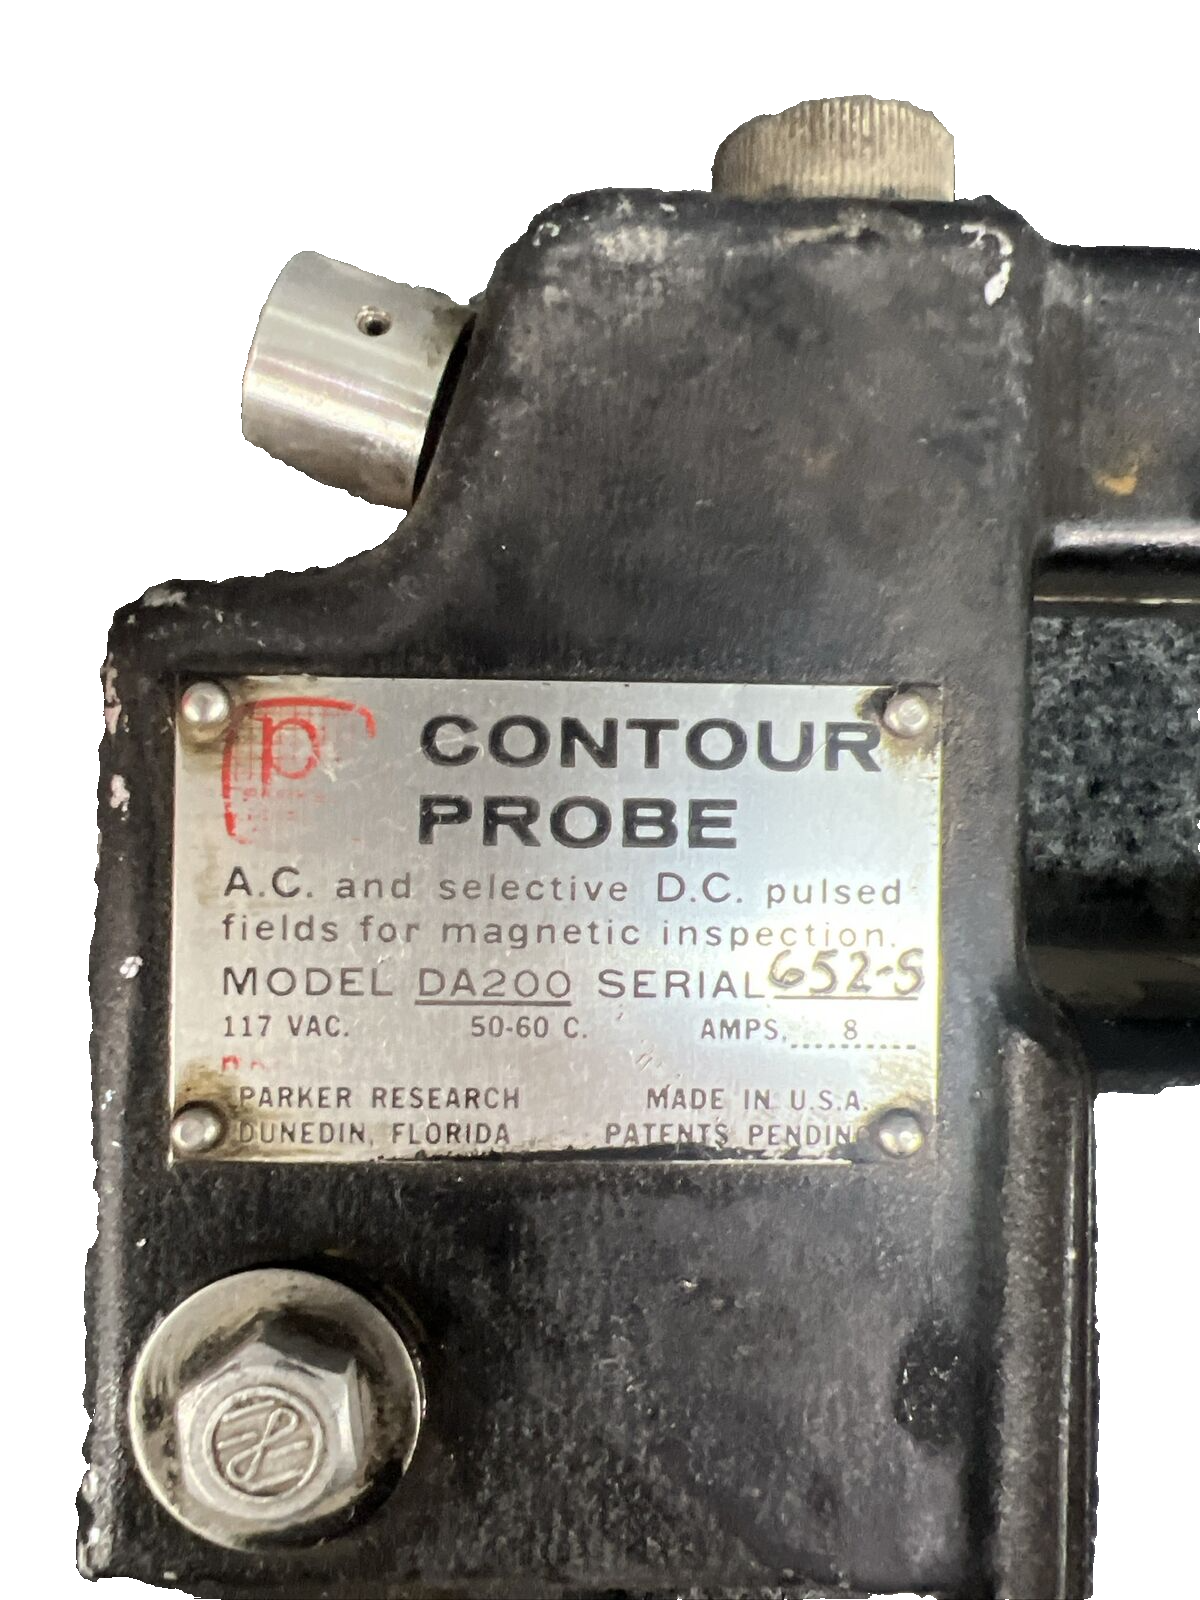 p CONTOUR
PROBE
A.C. and selective D.C. pulsed
fields for magnetic inspection.
MODEL DA200 SERIAL 652-S
117 VAC. 50-60 C. AMPS. 8
PARKER RESEARCH MADE IN U.S.A.
DUNEDIN, FLORIDA PATENTS PENDING